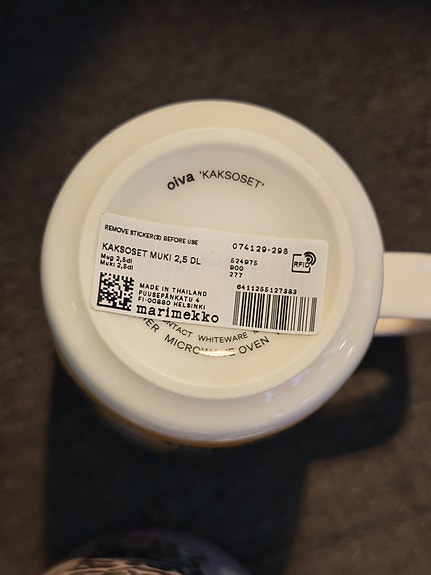 oiva 'KAKSOSET'
REMOVE STICKER(S) BEFORE USE
074129-298
KAKSOSET MUKI 2,5 DL
Mug 2,5dl
Muki 2,5dl
524975
900
277
RFID
MADE IN THAILAND
PUUSEPÄNKATU 4
FI-00880 HELSINKI
marimekko
6411255127383
CONTACT WHITEWARE
MICROWAVE OVEN